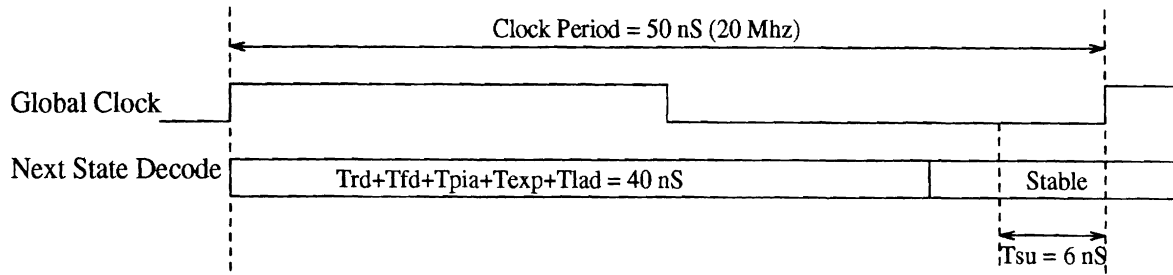 Clock Period = 50 nS (20 Mhz)
Global Clock
Next State Decode
Trd+Tfd+Tpia+Texp+Tlad = 40 nS
Stable
Tsu = 6 nS